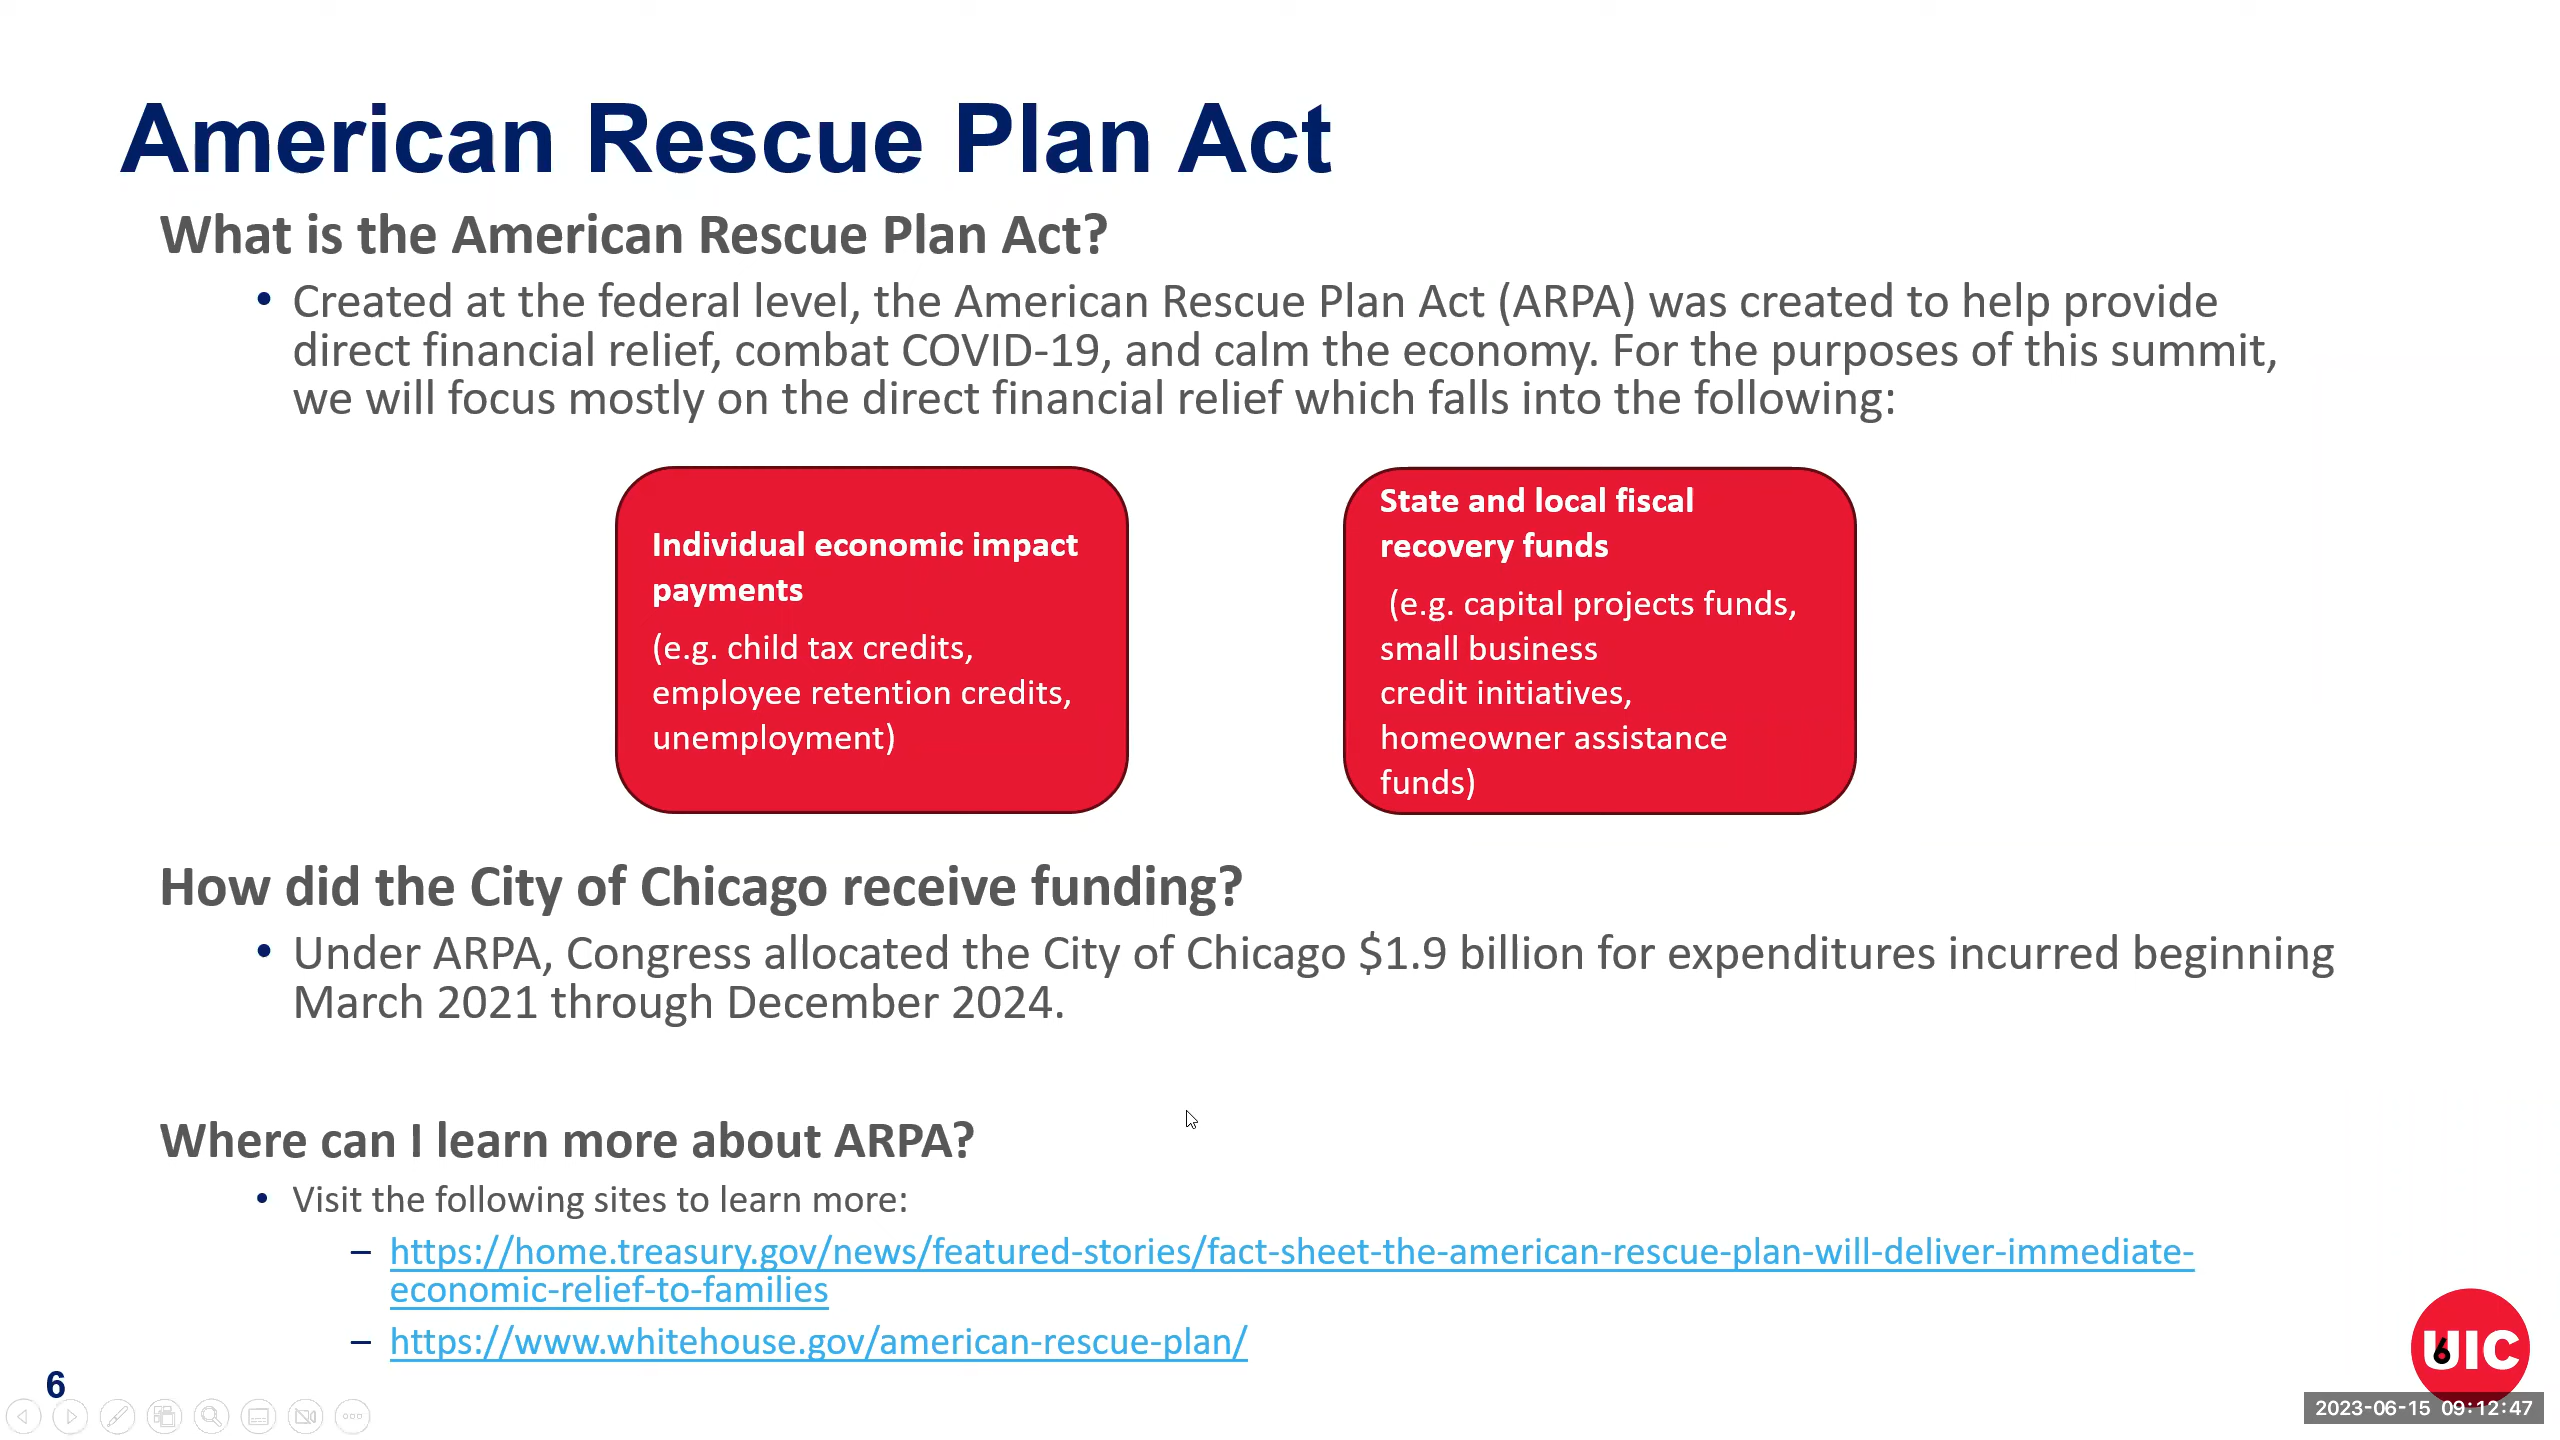 American Rescue Plan Act
What is the American Rescue Plan Act?
• Created at the federal level, the American Rescue Plan Act (ARPA) was created to help provide
direct financial relief, combat COVID-19, and calm the economy. For the purposes of this summit,
we will focus mostly on the direct financial relief which falls into the following:
Individual economic impact
payments
(e.g. child tax credits,
employee retention credits,
unemployment)
State and local fiscal
recovery funds
(e.g. capital projects funds,
small business
credit initiatives,
homeowner assistance
funds)
How did the City of Chicago receive funding?
• Under ARPA, Congress allocated the City of Chicago $1.9 billion for expenditures incurred beginning
March 2021 through December 2024.
Where can I learn more about ARPA?
• Visit the following sites to learn more:
– https://home.treasury.gov/news/featured-stories/fact-sheet-the-american-rescue-plan-will-deliver-immediate-
economic-relief-to-families
– https://www.whitehouse.gov/american-rescue-plan/
6
UIC
6
2023-06-15 09:12:47